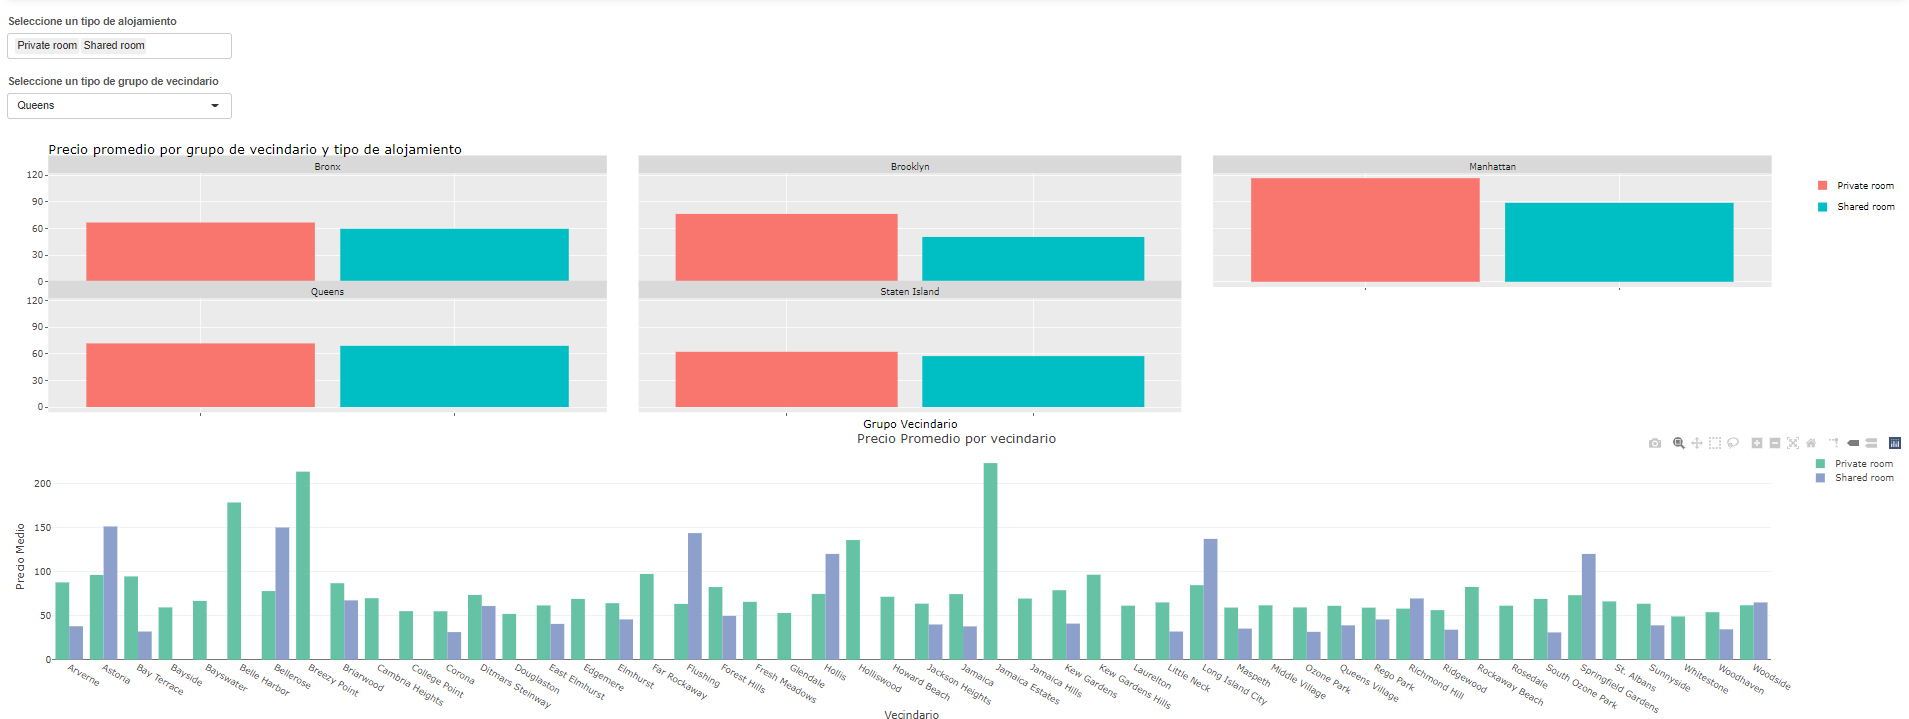 Seleccione un tipo de alojamiento
Private room Shared room
Seleccione un tipo de grupo de vecindario
Queens
Precio promedio por grupo de vecindario y tipo de alojamiento
Bronx
Brooklyn
Manhattan
120
90
60
30
0
Private room
Shared room
Queens
Staten Island
120
90
60
30
0
Grupo Vecindario
Precio Promedio por vecindario
Private room
Shared room
Precio Medio
200
150
100
50
0
Arverne
Astoria
Bay Terrace
Bayside
Bayswater
Belle Harbor
Bellerose
Breezy Point
Briarwood
Cambria Heights
College Point
Corona
Ditmars Steinway
Douglaston
East Elmhurst
Edgemere
Elmhurst
Far Rockaway
Flushing
Forest Hills
Fresh Meadows
Glendale
Hollis
Holliswood
Howard Beach
Jackson Heights
Jamaica
Jamaica Estates
Jamaica Hills
Kew Gardens
Kew Gardens Hills
Laurelton
Little Neck
Long Island City
Maspeth
Middle Village
Ozone Park
Queens Village
Rego Park
Richmond Hill
Ridgewood
Rockaway Beach
Rosedale
South Ozone Park
Springfield Gardens
St. Albans
Sunnyside
Whitestone
Woodhaven
Woodside
Vecindario